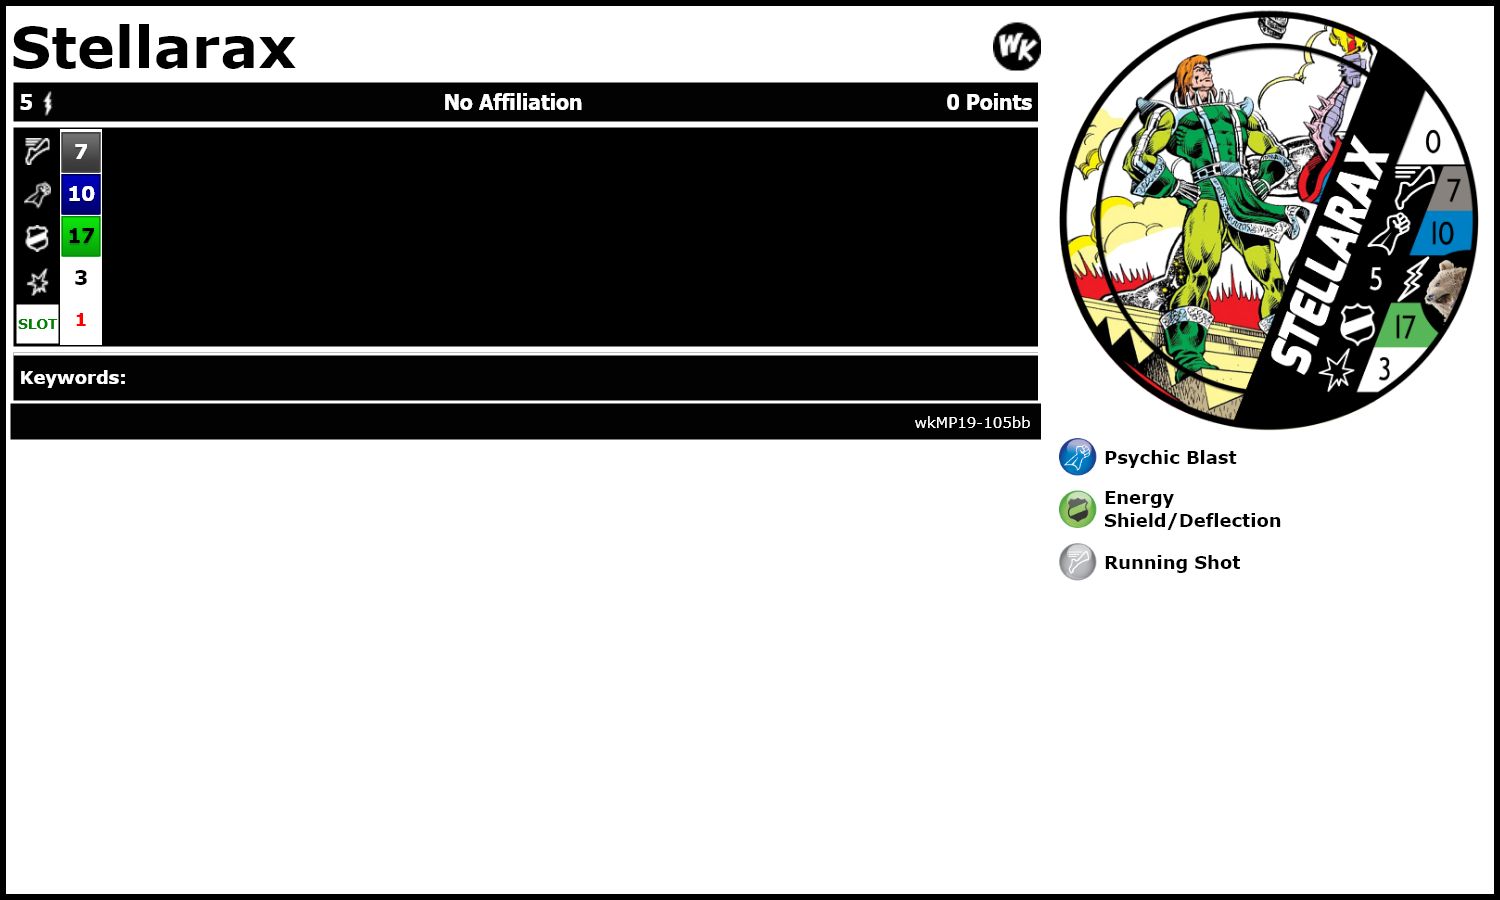 Stellarax
WK
5 No Affiliation 0 Points
7
10
17
3
SLOT 1
Keywords:
wkMP19-105bb
STELLARAX
0
7
10
5
17
3
Psychic Blast
Energy
Shield/Deflection
Running Shot